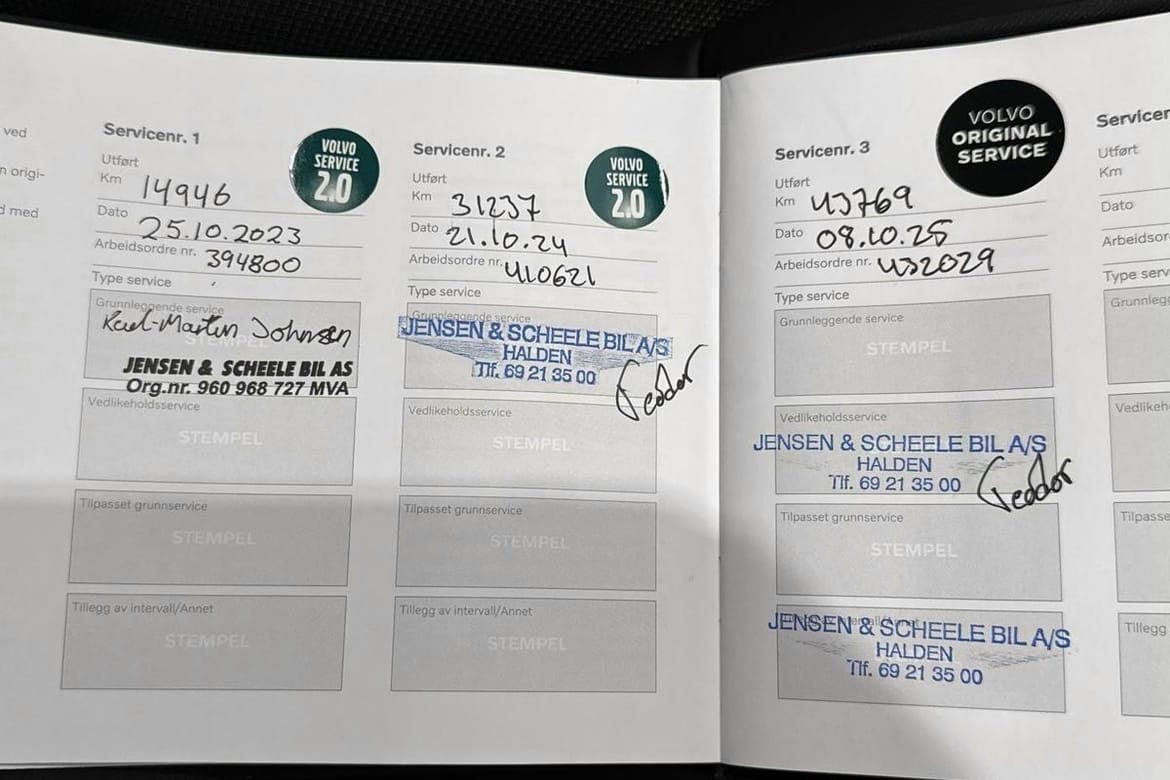 ved
n origi-
d med
Servicenr. 1
VOLVO
SERVICE
2.0
Utført
Km 14946
Dato 25.10.2023
Arbeidsordre nr. 394800
Type service
Grunnleggende service
STEMPEL
Karl-Martin Johnsen
JENSEN & SCHEELE BIL AS
Org.nr. 960 968 727 MVA
Vedlikeholdsservice
STEMPEL
Tilpasset grunnservice
STEMPEL
Tillegg av intervall/Annet
STEMPEL
Servicenr. 2
VOLVO
SERVICE
2.0
Utført
Km 31237
Dato 21.10.24
Arbeidsordre nr. 410621
Type service
Grunnleggende service
JENSEN & SCHEELE BIL A/S
HALDEN
Tlf. 69 21 35 00
Teodor
Vedlikeholdsservice
STEMPEL
Tilpasset grunnservice
STEMPEL
Tillegg av intervall/Annet
STEMPEL
Servicenr. 3
VOLVO
ORIGINAL
SERVICE
Utført
Km 43769
Dato 08.10.25
Arbeidsordre nr. 432029
Type service
Grunnleggende service
STEMPEL
Vedlikeholdsservice
JENSEN & SCHEELE BIL A/S
HALDEN
Tlf. 69 21 35 00
Teodor
Tilpasset grunnservice
STEMPEL
JENSEN & SCHEELE BIL A/S
HALDEN
Tlf. 69 21 35 00
Servicer
Utført
Km
Dato
Arbeidsor
Type serv
Grunnlegg
Vedlikeh
Tilpasse
Tillegg